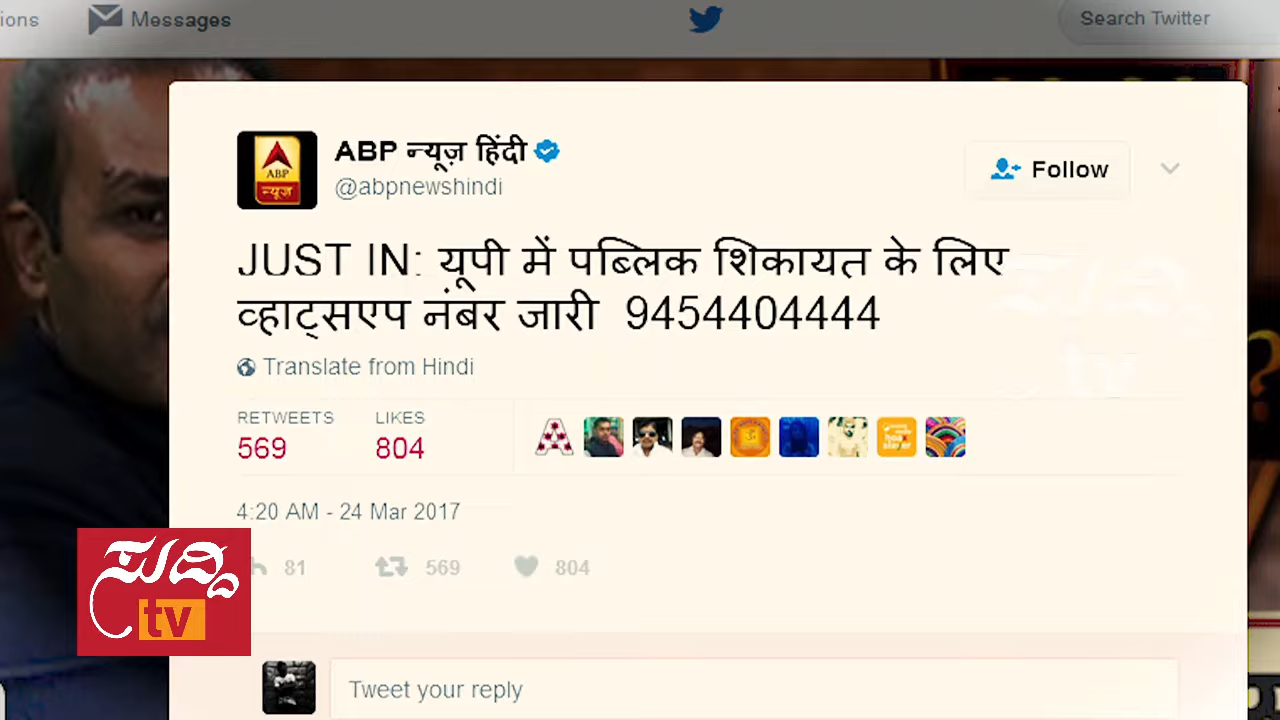 ions
Messages
Search Twitter
ABP
न्यूज़
ABP न्यूज़ हिंदी
@abpnewshindi
Follow
JUST IN: यूपी में पब्लिक शिकायत के लिए
व्हाट्सएप नंबर जारी 9454404444
Translate from Hindi
RETWEETS LIKES
569 804
4:20 AM - 24 Mar 2017
81 569 804
ಸುದ್ದಿ
tv
Tweet your reply